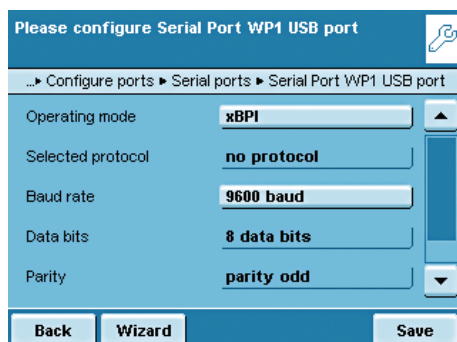 Please configure Serial Port WP1 USB port
...▸ Configure ports ▸ Serial ports ▸ Serial Port WP1 USB port
Operating mode xBPI
Selected protocol no protocol
Baud rate 9600 baud
Data bits 8 data bits
Parity parity odd
Back Wizard Save